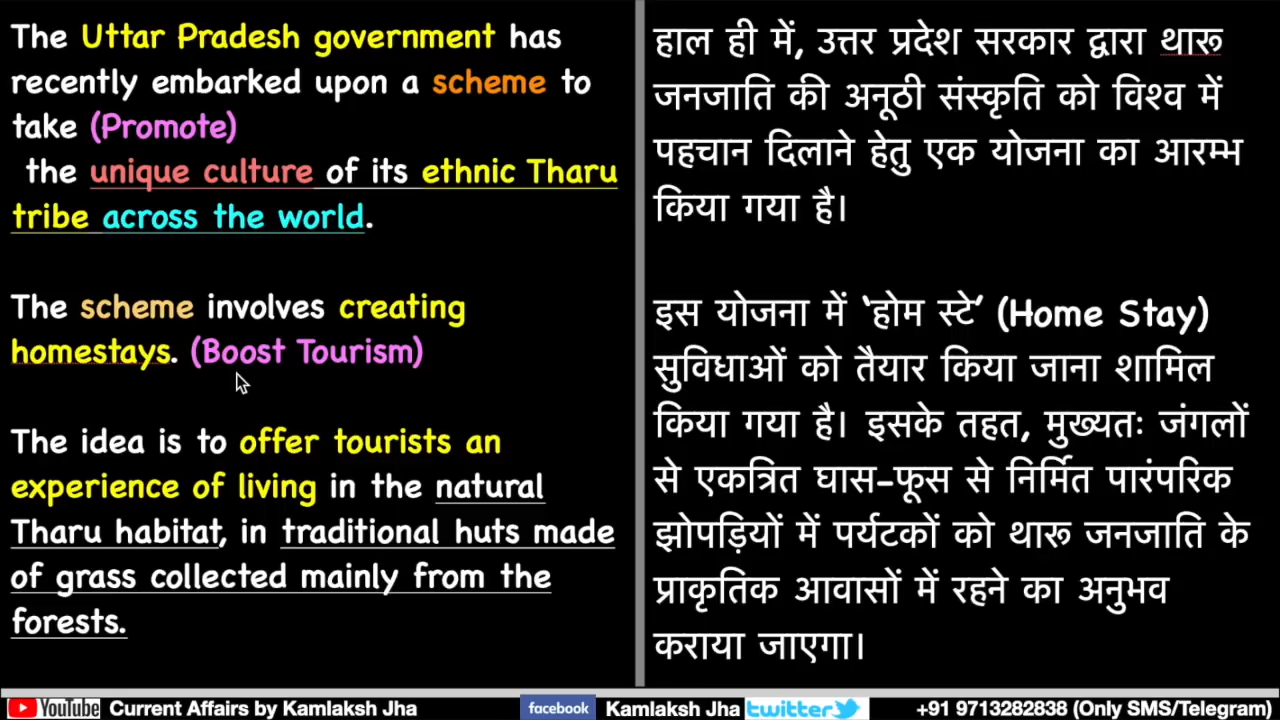 The Uttar Pradesh government has
recently embarked upon a scheme to
take (Promote)
the unique culture of its ethnic Tharu
tribe across the world.
The scheme involves creating
homestays. (Boost Tourism)
The idea is to offer tourists an
experience of living in the natural
Tharu habitat, in traditional huts made
of grass collected mainly from the
forests.
हाल ही में, उत्तर प्रदेश सरकार द्वारा थारू
जनजाति की अनूठी संस्कृति को विश्व में
पहचान दिलाने हेतु एक योजना का आरम्भ
किया गया है।
इस योजना में ‘होम स्टे’ (Home Stay)
सुविधाओं को तैयार किया जाना शामिल
किया गया है। इसके तहत, मुख्यतः जंगलों
से एकत्रित घास-फूस से निर्मित पारंपरिक
झोपड़ियों में पर्यटकों को थारू जनजाति के
प्राकृतिक आवासों में रहने का अनुभव
कराया जाएगा।
YouTube Current Affairs by Kamlaksh Jha facebook Kamlaksh Jha twitter +91 9713282838 (Only SMS/Telegram)